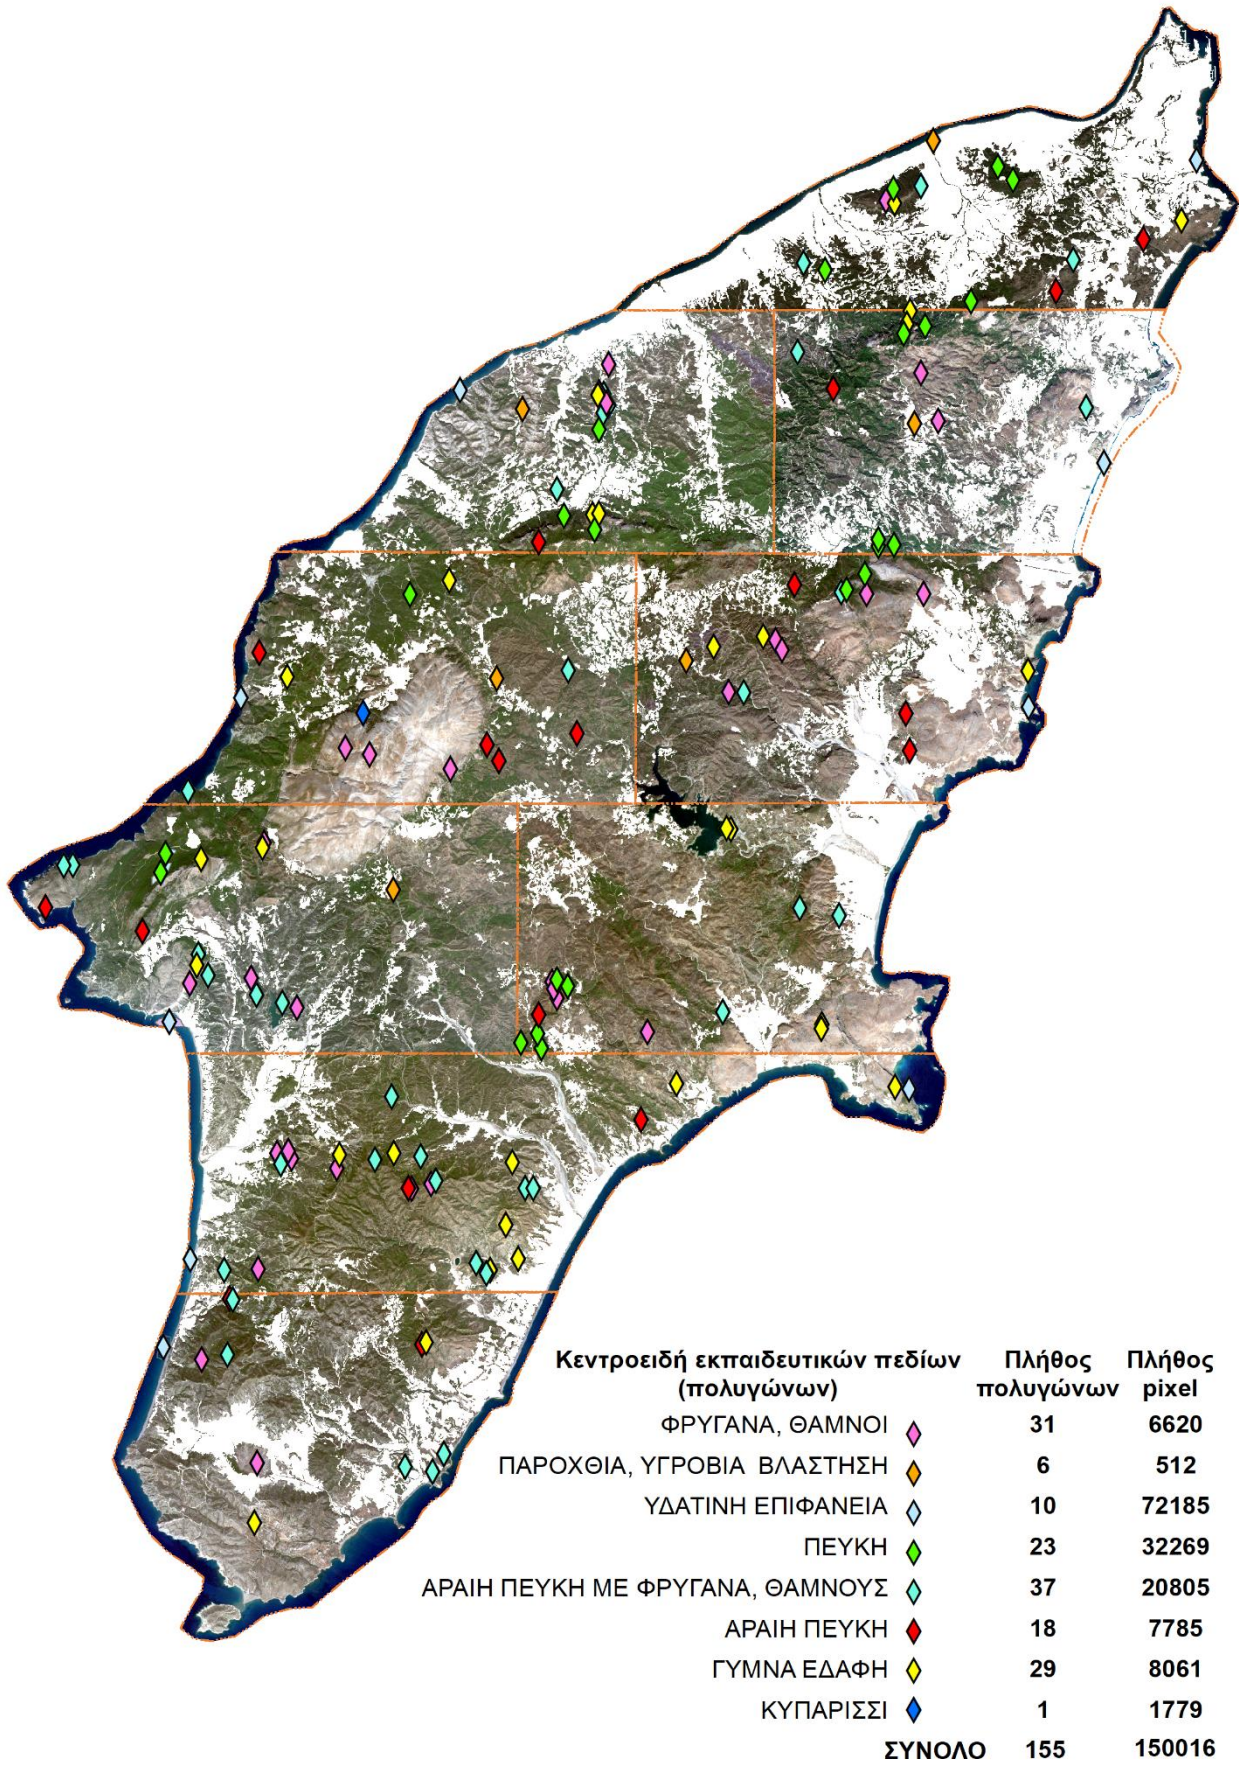 Κεντροειδή εκπαιδευτικών πεδίων Πλήθος Πλήθος
(πολυγώνων) πολυγώνων pixel
ΦΡΥΓΑΝΑ, ΘΑΜΝΟΙ 31 6620
ΠΑΡΟΧΘΙΑ, ΥΓΡΟΒΙΑ ΒΛΑΣΤΗΣΗ 6 512
ΥΔΑΤΙΝΗ ΕΠΙΦΑΝΕΙΑ 10 72185
ΠΕΥΚΗ 23 32269
ΑΡΑΙΗ ΠΕΥΚΗ ΜΕ ΦΡΥΓΑΝΑ, ΘΑΜΝΟΥΣ 37 20805
ΑΡΑΙΗ ΠΕΥΚΗ 18 7785
ΓΥΜΝΑ ΕΔΑΦΗ 29 8061
ΚΥΠΑΡΙΣΣΙ 1 1779
ΣΥΝΟΛΟ 155 150016